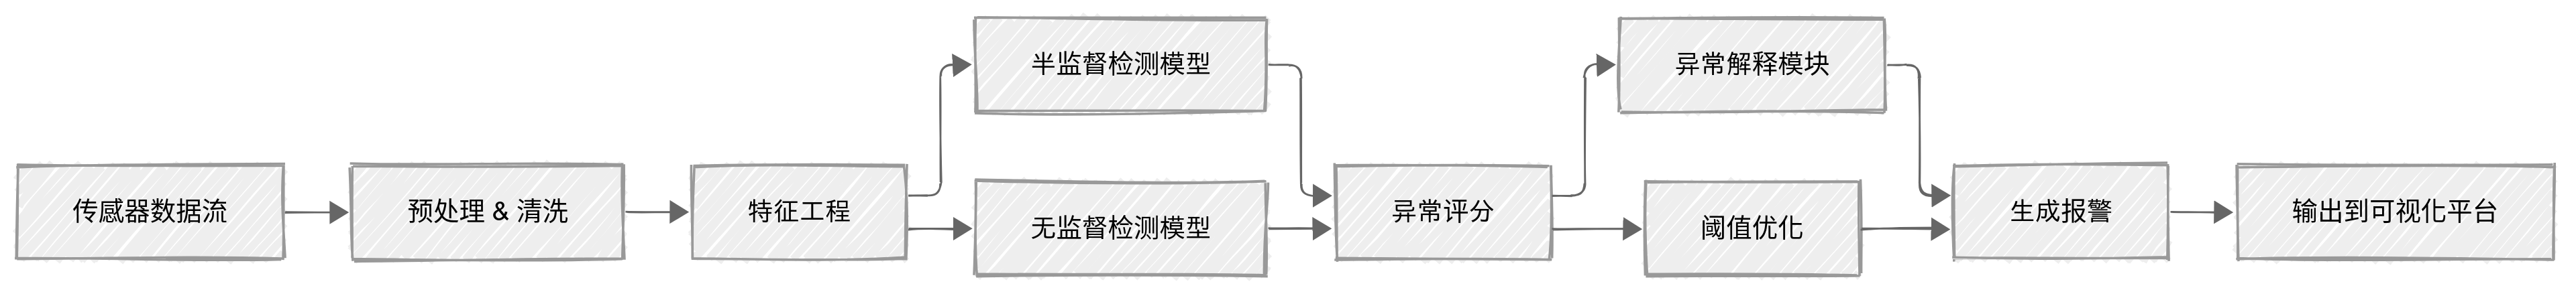 传感器数据流
预处理 & 清洗
特征工程
半监督检测模型
无监督检测模型
异常评分
异常解释模块
阈值优化
生成报警
输出到可视化平台